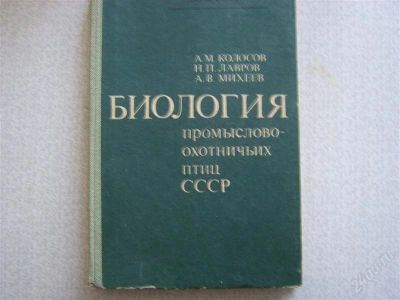 А.М. КОЛОСОВ
Н.П. ЛАВРОВ
А.В. МИХЕЕВ
БИОЛОГИЯ
промыслово-
охотничьих
птиц
СССР